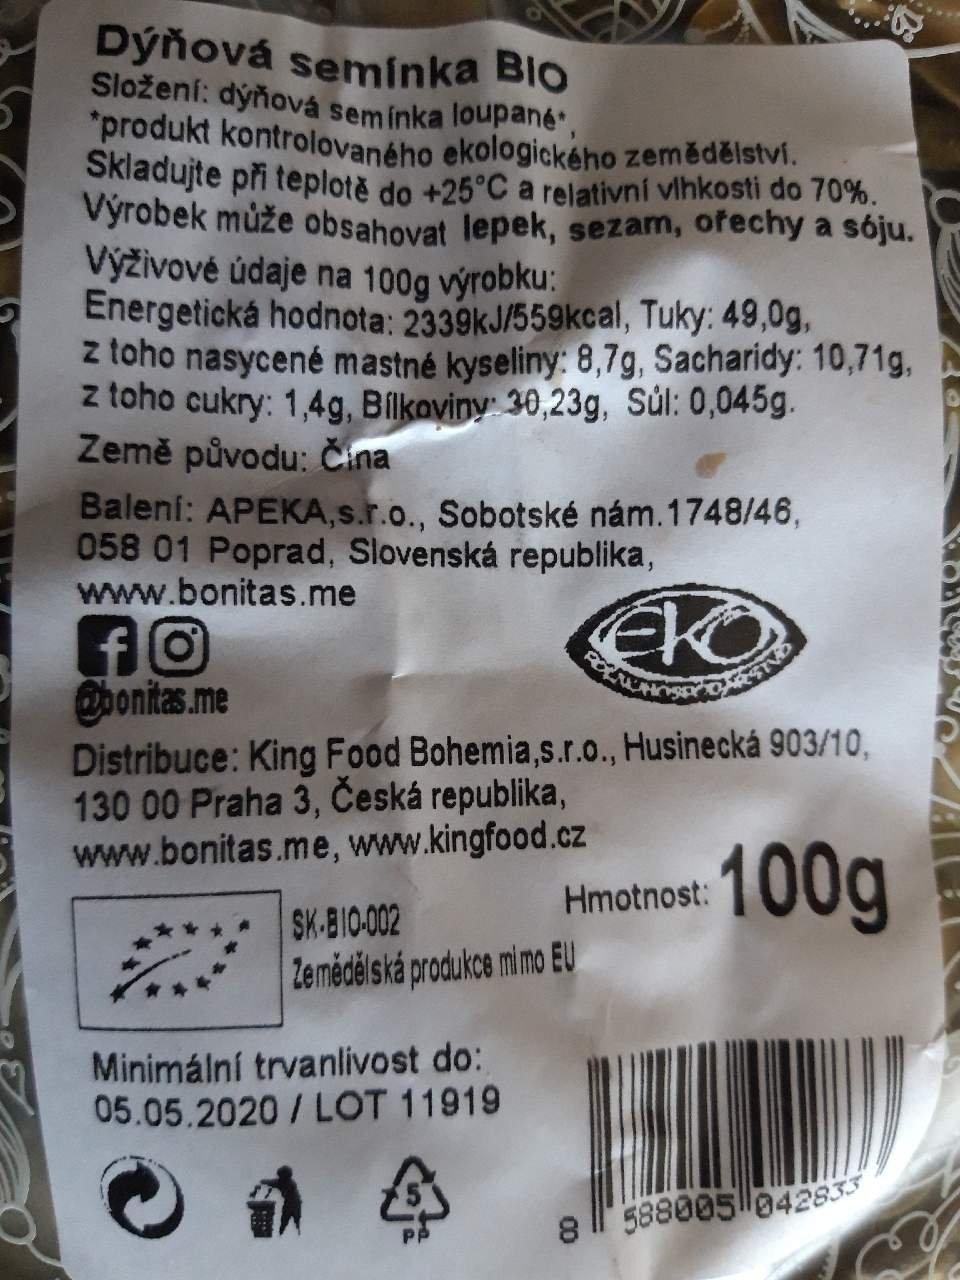 Dýňová semínka BIO
Složení: dýňová semínka loupané*,
*produkt kontrolovaného ekologického zemědělství.
Skladujte při teplotě do +25°C a relativní vlhkosti do 70%.
Výrobek může obsahovat lepek, sezam, ořechy a sóju.
Výživové údaje na 100g výrobku:
Energetická hodnota: 2339kJ/559kcal, Tuky: 49,0g,
z toho nasycené mastné kyseliny: 8,7g, Sacharidy: 10,71g,
z toho cukry: 1,4g, Bílkoviny: 30,23g, Sůl: 0,045g.
Země původu: Čína
Balení: APEKA,s.r.o., Sobotské nám.1748/46,
058 01 Poprad, Slovenská republika,
www.bonitas.me
@bonitas.me
eko
POĽNOHOSPODÁRSTVO
Distribuce: King Food Bohemia,s.r.o., Husinecká 903/10,
130 00 Praha 3, Česká republika,
www.bonitas.me, www.kingfood.cz
Hmotnost: 100g
SK-BIO-002
Zemědělská produkce mimo EU
Minimální trvanlivost do:
05.05.2020 / LOT 11919
5
PP
8 588005 042833